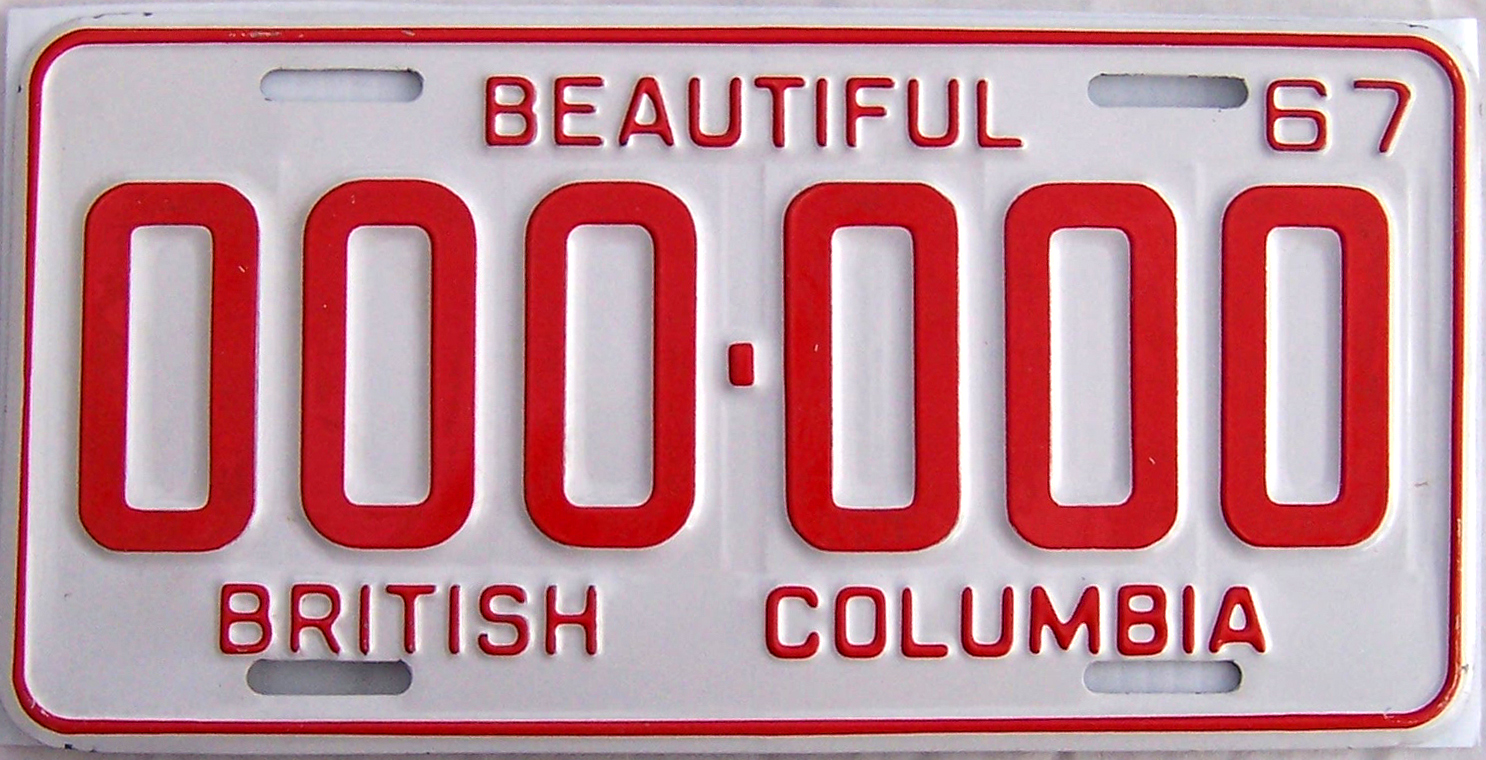 BEAUTIFUL 67
000·000
BRITISH COLUMBIA